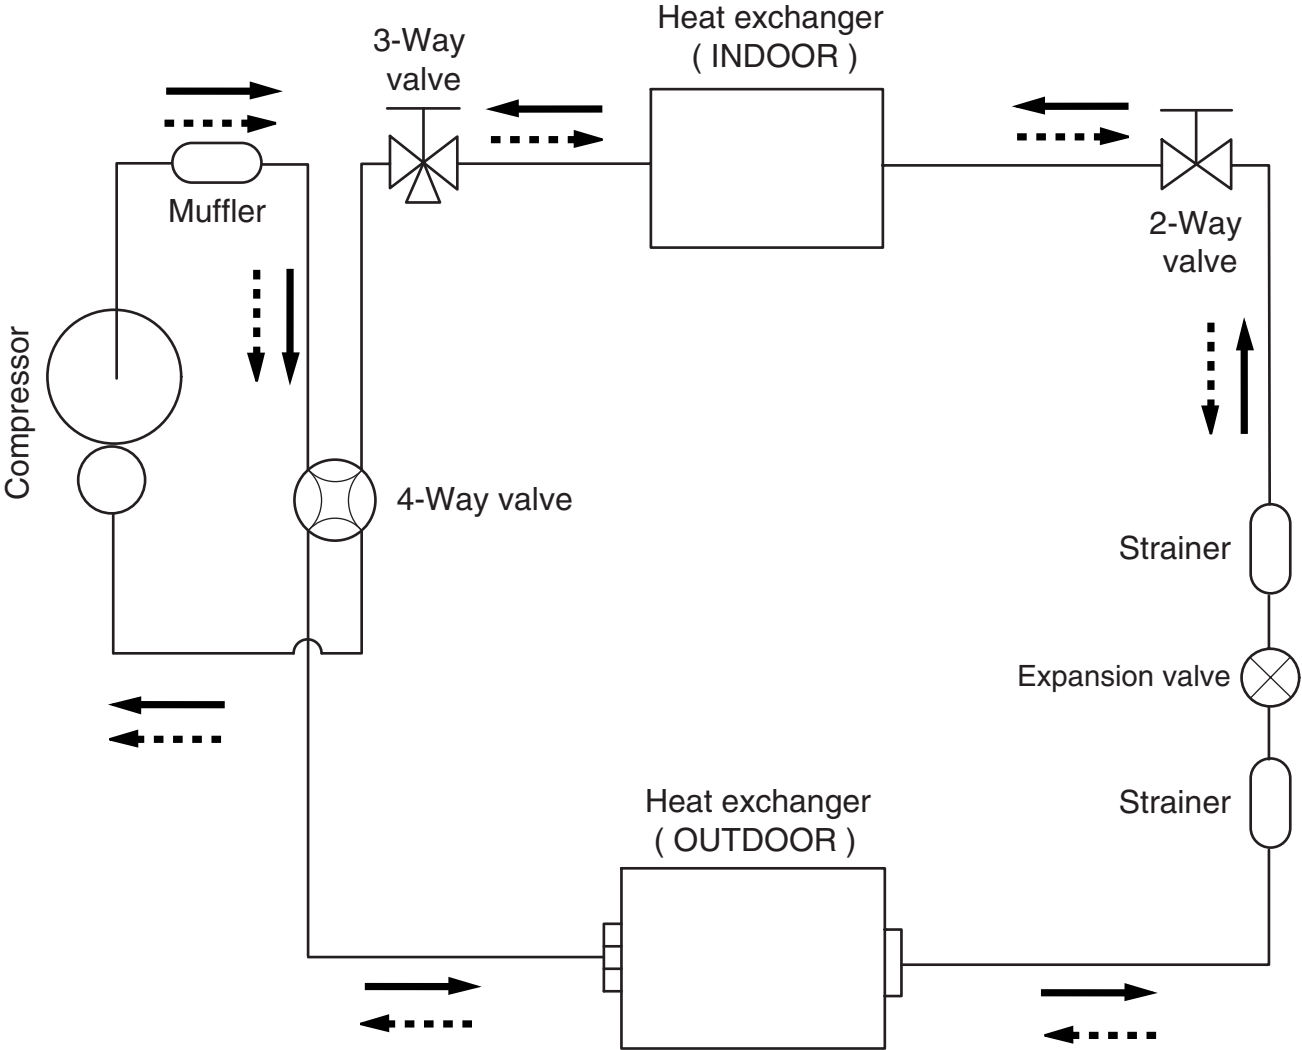 Heat exchanger
( INDOOR )
3-Way
valve
Muffler
2-Way
valve
Compressor
4-Way valve
Strainer
Expansion valve
Strainer
Heat exchanger
( OUTDOOR )